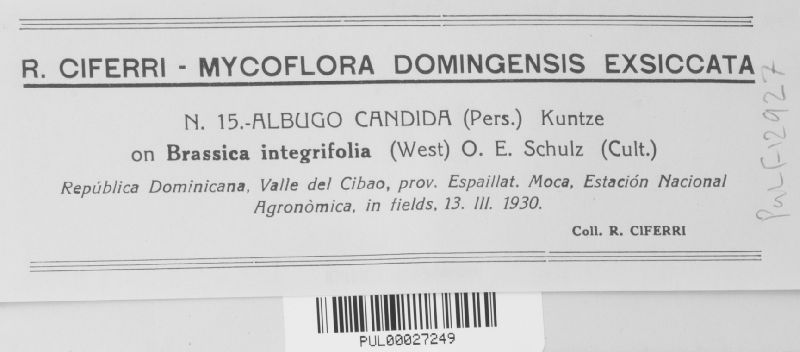 R. CIFERRI - MYCOFLORA DOMINGENSIS EXSICCATA
N. 15.-ALBUGO CANDIDA (Pers.) Kuntze
on Brassica integrifolia (West) O. E. Schulz (Cult.)
República Dominicana, Valle del Cibao, prov. Espaillat. Moca, Estación Nacional
Agronòmica, in fields, 13. III. 1930.
Coll. R. CIFERRI
PUL F12927
PUL00027249